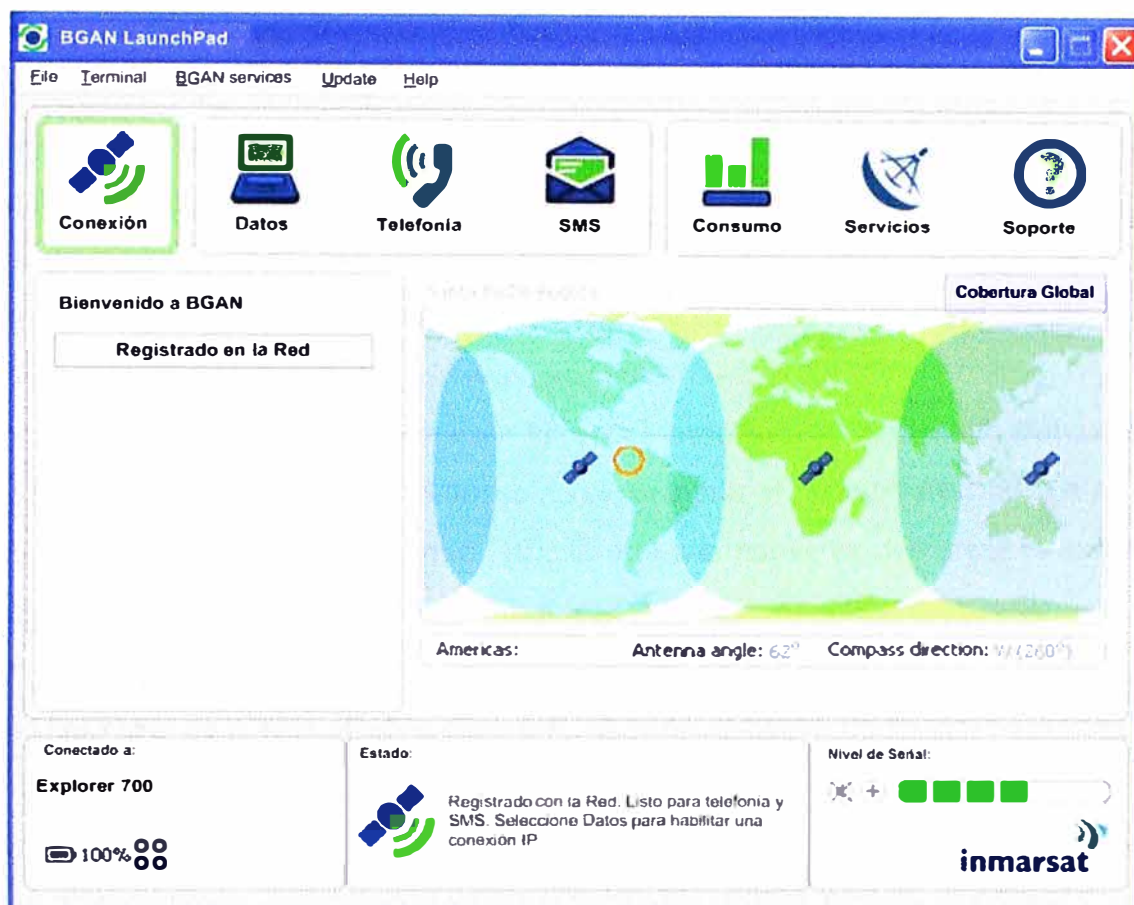 BGAN LaunchPad
File Terminal BGAN services Update Help
Conexión Datos Telefonía SMS Consumo Servicios Soporte
Bienvenido a BGAN
Registrado en la Red
Cobertura Global
Americas: Antenna angle: 62° Compass direction: W (260°)
Conectado a:
Explorer 700
100%
Estado:
Registrado con la Red. Listo para telefonía y
SMS. Seleccione Datos para habilitar una
conexión IP
Nivel de Señal:
inmarsat